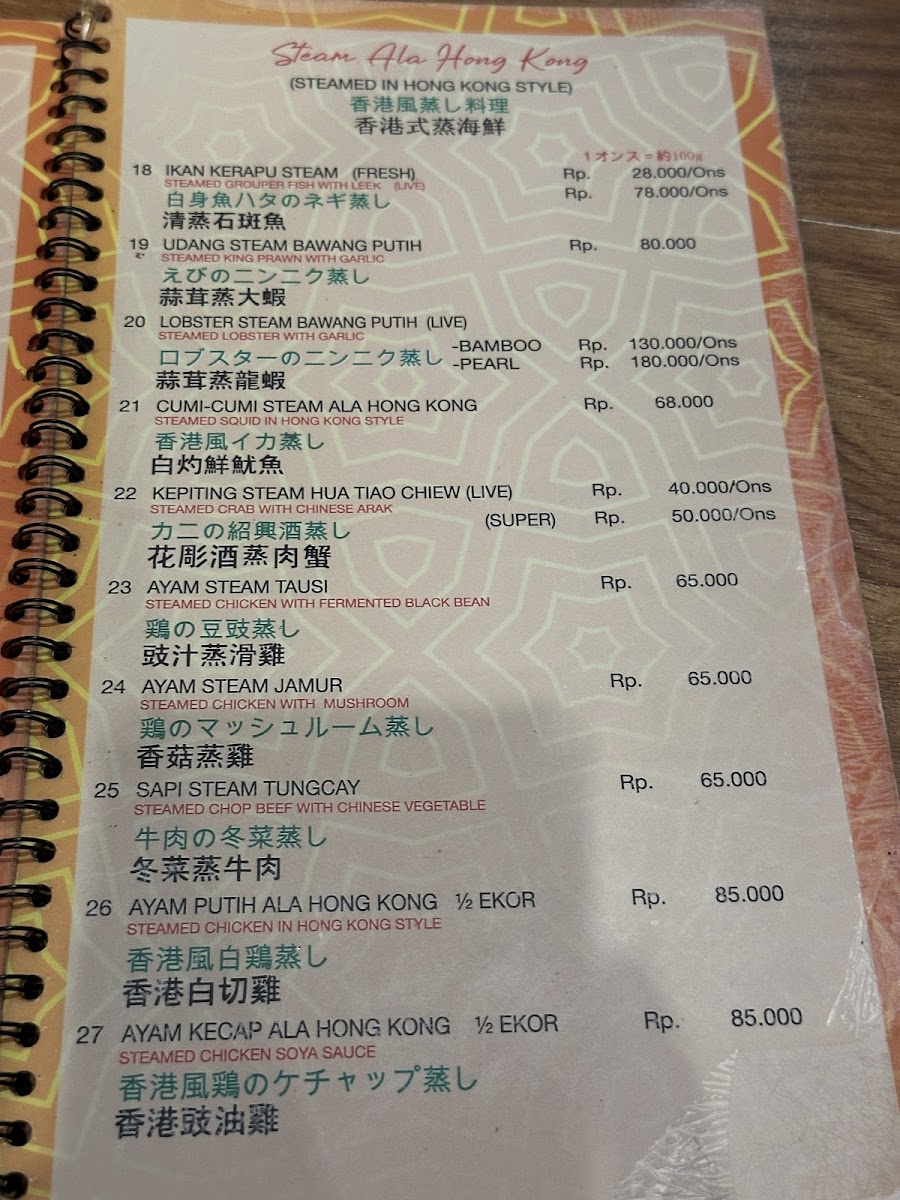 Steam Ala Hong Kong
(STEAMED IN HONG KONG STYLE)
香港風蒸し料理
香港式蒸海鮮
1オンス=約100g
18 IKAN KERAPU STEAM (FRESH) Rp. 28.000/Ons
STEAMED GROUPER FISH WITH LEEK (LIVE) Rp. 78.000/Ons
白身魚ハタのネギ蒸し
清蒸石斑魚
19 UDANG STEAM BAWANG PUTIH Rp. 80.000
STEAMED KING PRAWN WITH GARLIC
えびのニンニク蒸し
蒜茸蒸大蝦
20 LOBSTER STEAM BAWANG PUTIH (LIVE)
STEAMED LOBSTER WITH GARLIC
-BAMBOO Rp. 130.000/Ons
ロブスターのニンニク蒸し -PEARL Rp. 180.000/Ons
蒜茸蒸龍蝦
21 CUMI-CUMI STEAM ALA HONG KONG Rp. 68.000
STEAMED SQUID IN HONG KONG STYLE
香港風イカ蒸し
白灼鮮魷魚
22 KEPITING STEAM HUA TIAO CHIEW (LIVE) Rp. 40.000/Ons
STEAMED CRAB WITH CHINESE ARAK
(SUPER) Rp. 50.000/Ons
カニの紹興酒蒸し
花彫酒蒸肉蟹
23 AYAM STEAM TAUSI Rp. 65.000
STEAMED CHICKEN WITH FERMENTED BLACK BEAN
鶏の豆豉蒸し
豉汁蒸滑雞
24 AYAM STEAM JAMUR Rp. 65.000
STEAMED CHICKEN WITH MUSHROOM
鶏のマッシュルーム蒸し
香菇蒸雞
25 SAPI STEAM TUNGCAY Rp. 65.000
STEAMED CHOP BEEF WITH CHINESE VEGETABLE
牛肉の冬菜蒸し
冬菜蒸牛肉
26 AYAM PUTIH ALA HONG KONG ½ EKOR Rp. 85.000
STEAMED CHICKEN IN HONG KONG STYLE
香港風白鶏蒸し
香港白切雞
27 AYAM KECAP ALA HONG KONG ½ EKOR Rp. 85.000
STEAMED CHICKEN SOYA SAUCE
香港風鶏のケチャップ蒸し
香港豉油雞